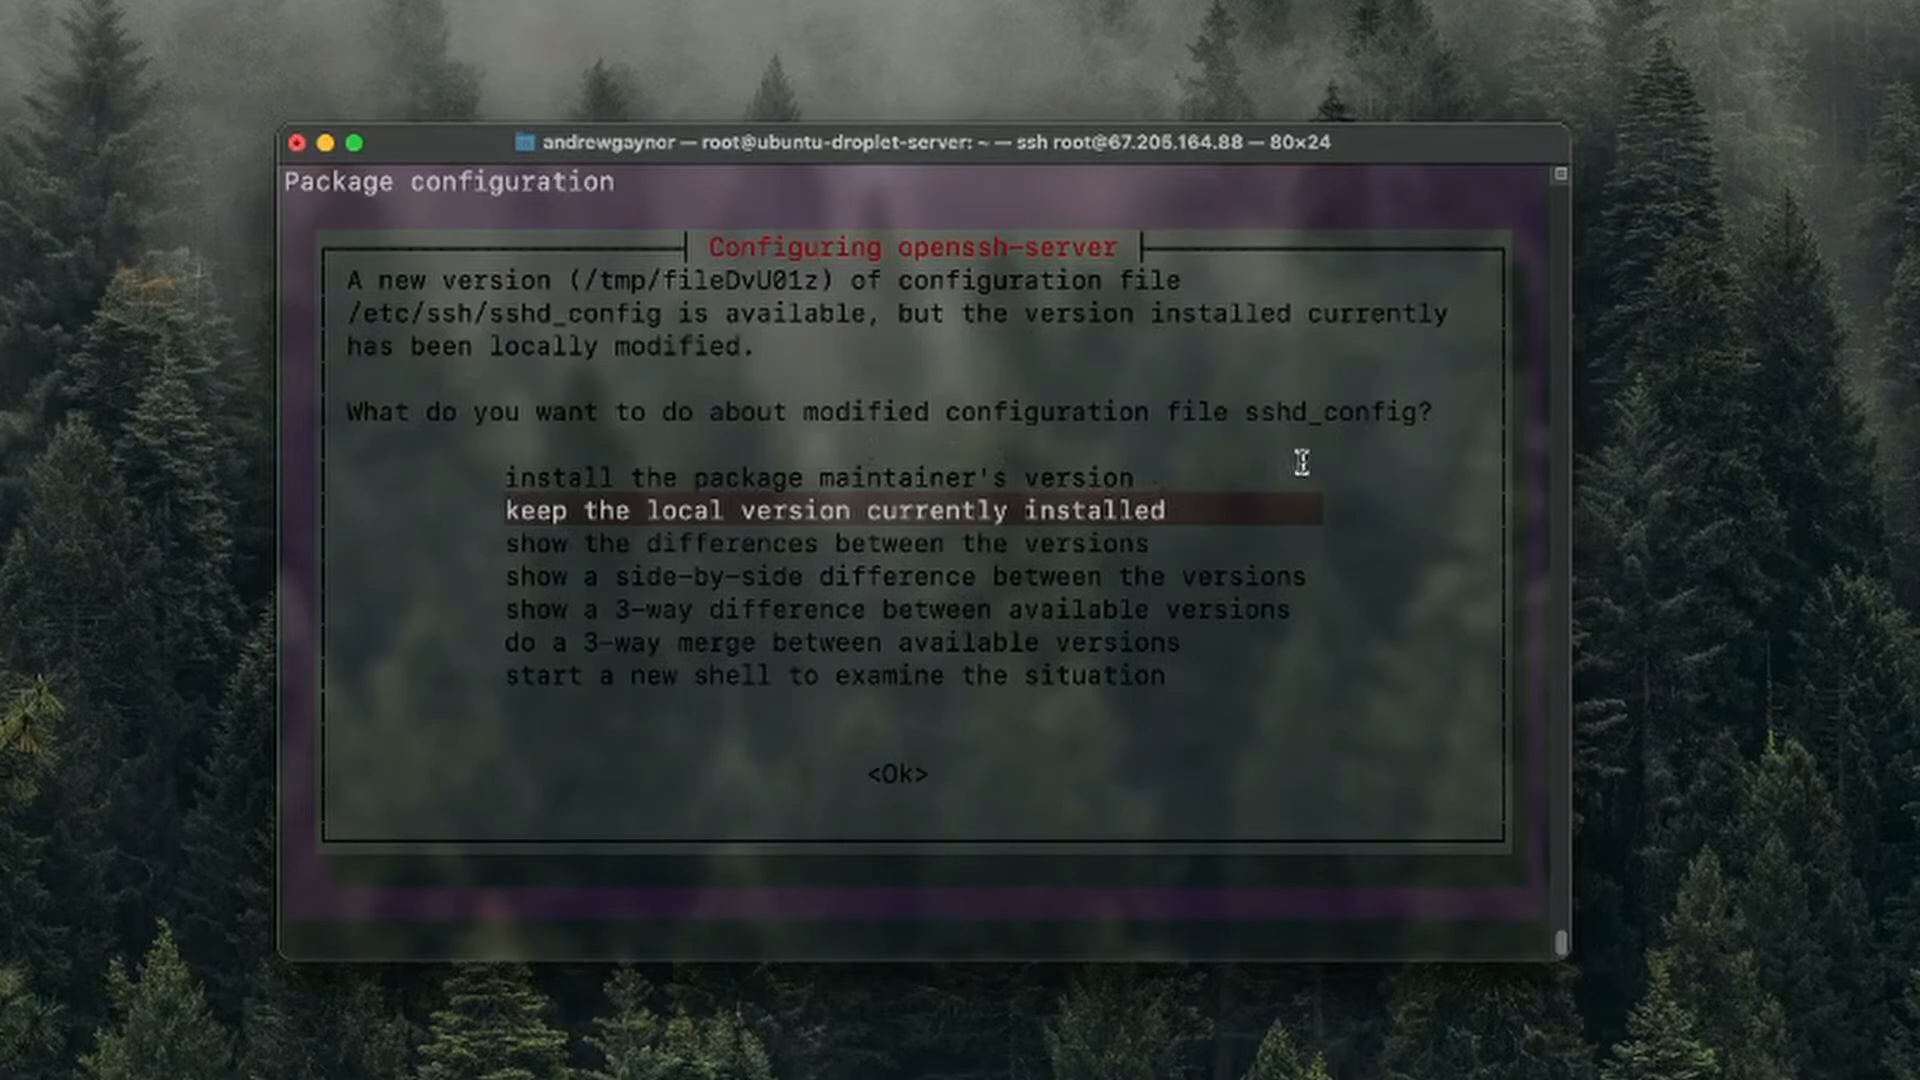 andrewgaynor — root@ubuntu-droplet-server: ~ — ssh root@67.205.164.88 — 80×24
Package configuration
Configuring openssh-server
A new version (/tmp/fileDvU01z) of configuration file
/etc/ssh/sshd_config is available, but the version installed currently
has been locally modified.
What do you want to do about modified configuration file sshd_config?
install the package maintainer's version
keep the local version currently installed
show the differences between the versions
show a side-by-side difference between the versions
show a 3-way difference between available versions
do a 3-way merge between available versions
start a new shell to examine the situation
<Ok>